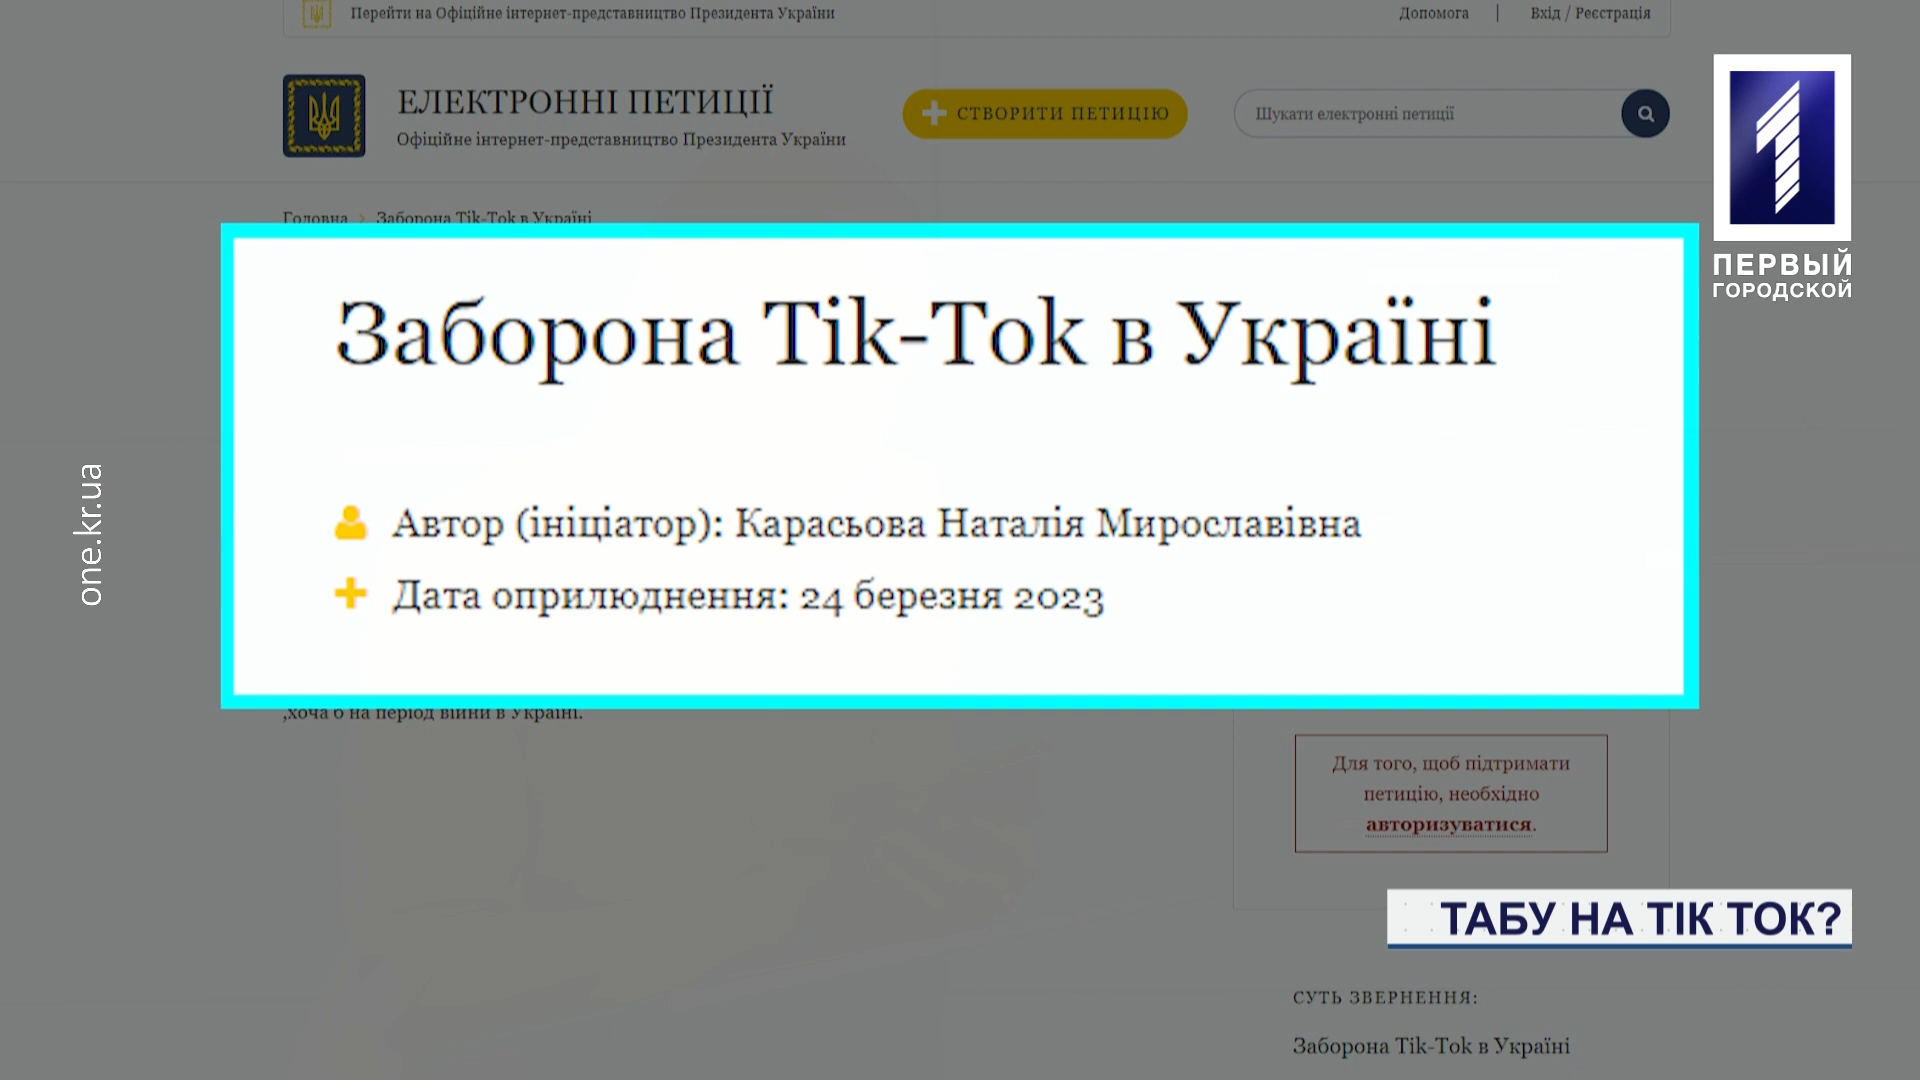 Перейти на Офіційне інтернет-представництво Президента України
Допомога | Вхід / Реєстрація
ЕЛЕКТРОННІ ПЕТИЦІЇ
Офіційне інтернет-представництво Президента України
СТВОРИТИ ПЕТИЦІЮ
Шукати електронні петиції
ПЕРВЫЙ
ГОРОДСКОЙ
Головна › Заборона Tik-Tok в Україні
Заборона Tik-Tok в Україні
Автор (ініціатор): Карасьова Наталія Мирославівна
Дата оприлюднення: 24 березня 2023
one.kr.ua
,хоча б на період війни в Україні.
Для того, щоб підтримати
петицію, необхідно
авторизуватися.
ТАБУ НА ТІК ТОК?
СУТЬ ЗВЕРНЕННЯ:
Заборона Tik-Tok в Україні